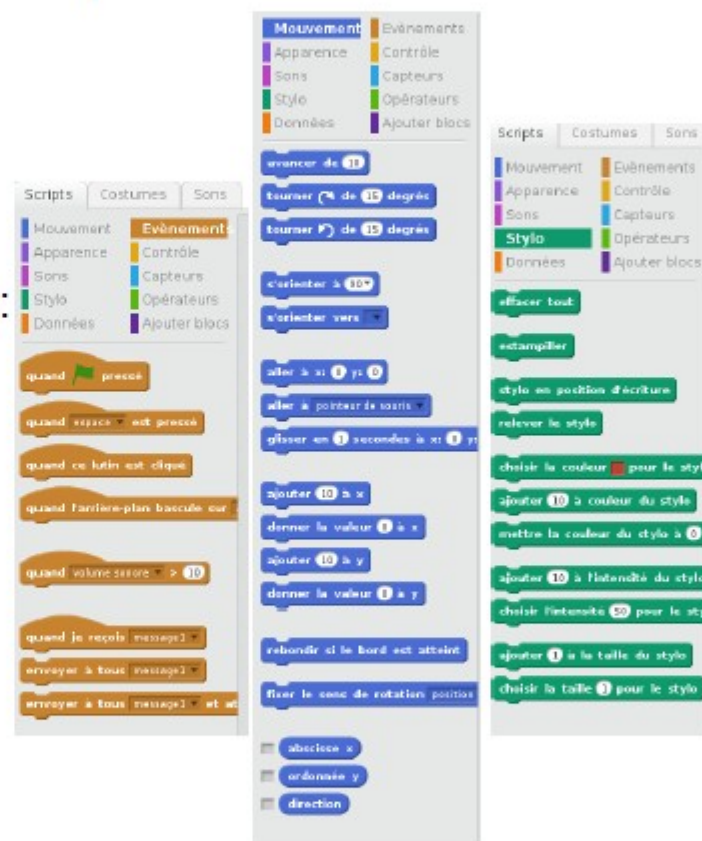 :
Scripts Costumes Sons
Mouvement Evènements
Apparence Contrôle
Sons Capteurs
Stylo Opérateurs
Données Ajouter blocs
quand pressé
quand espace est pressé
quand ce lutin est cliqué
quand l'arrière-plan bascule sur
quand volume sonore > 10
quand je reçois message1
envoyer à tous message1
envoyer à tous message1 et at
Mouvement Evènements
Apparence Contrôle
Sons Capteurs
Stylo Opérateurs
Données Ajouter blocs
avancer de 10
tourner de 15 degrés
tourner de 15 degrés
s'orienter à 90
s'orienter vers
aller à x: 0 y: 0
aller à pointeur de souris
glisser en 1 secondes à x: 0 y:
ajouter 10 à x
donner la valeur 0 à x
ajouter 10 à y
donner la valeur 0 à y
rebondir si le bord est atteint
fixer le sens de rotation position
abscisse x
ordonnée y
direction
Scripts Costumes Sons
Mouvement Evènements
Apparence Contrôle
Sons Capteurs
Stylo Opérateurs
Données Ajouter blocs
effacer tout
estampiller
stylo en position d'écriture
relever le stylo
choisir la couleur pour le styl
ajouter 10 à couleur du stylo
mettre la couleur du stylo à 0
ajouter 10 à l'intensité du stylo
choisir l'intensité 50 pour le st
ajouter 1 à la taille du stylo
choisir la taille 1 pour le stylo